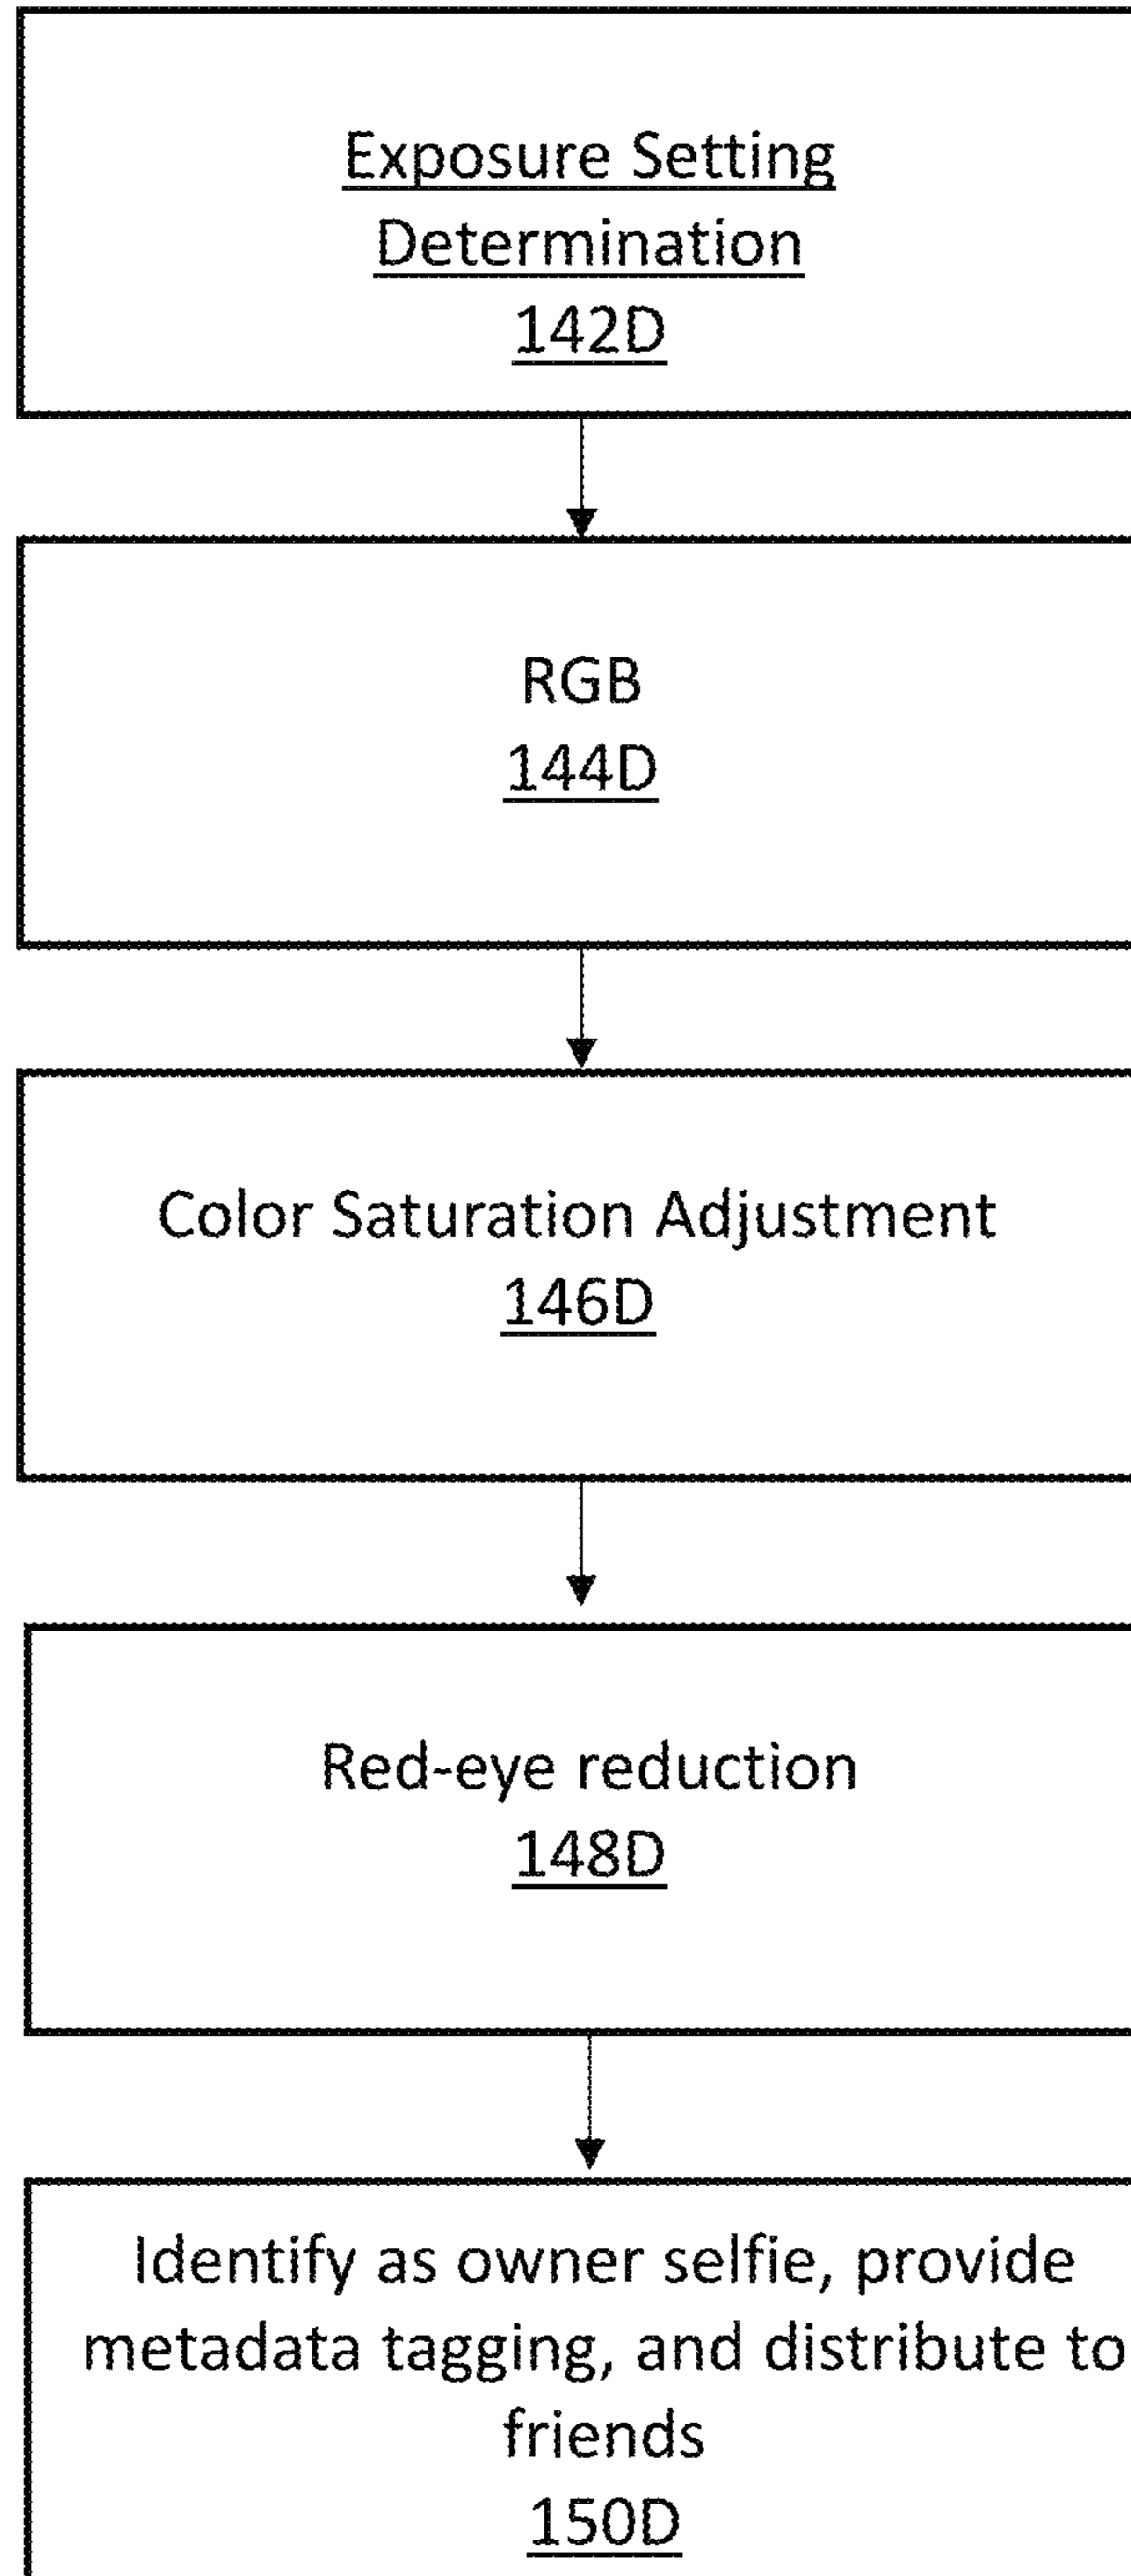 Exposure Setting
Determination
142D
RGB
144D
Color Saturation Adjustment
146D
Red-eye reduction
148D
Identify as owner selfie, provide
metadata tagging, and distribute to
friends
150D